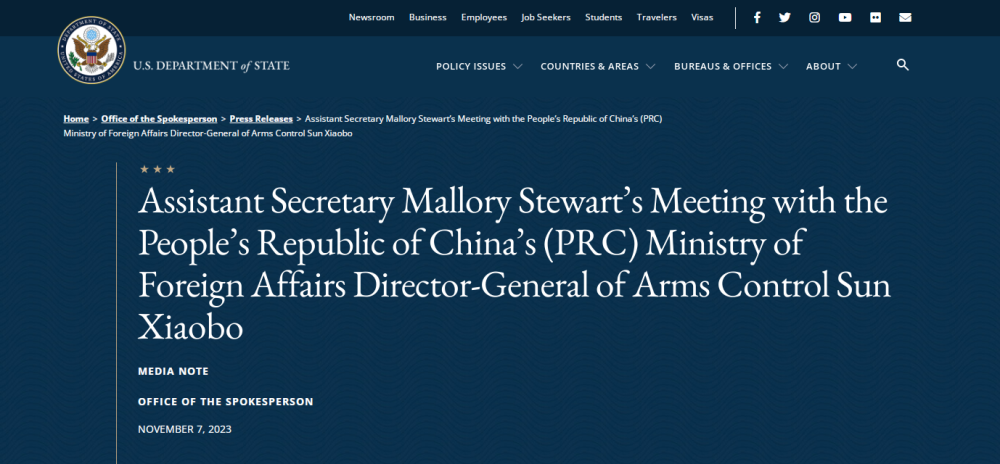 Newsroom Business Employees Job Seekers Students Travelers Visas
U.S. DEPARTMENT of STATE
POLICY ISSUES COUNTRIES & AREAS BUREAUS & OFFICES ABOUT
Home > Office of the Spokesperson > Press Releases > Assistant Secretary Mallory Stewart's Meeting with the People's Republic of China's (PRC)
Ministry of Foreign Affairs Director-General of Arms Control Sun Xiaobo
Assistant Secretary Mallory Stewart’s Meeting with the
People’s Republic of China’s (PRC) Ministry of
Foreign Affairs Director-General of Arms Control Sun
Xiaobo
MEDIA NOTE
OFFICE OF THE SPOKESPERSON
NOVEMBER 7, 2023